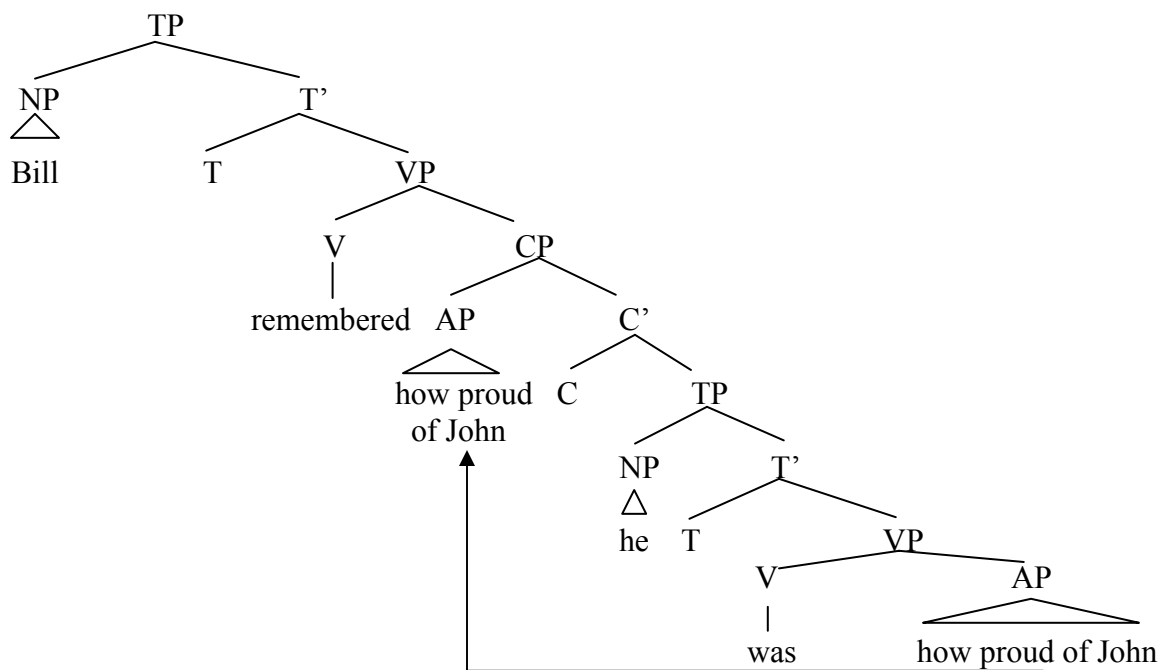 TP
NP T’
Bill T VP
V CP
remembered AP C’
how proud C TP
of John
NP T’
he T VP
V AP
was how proud of John